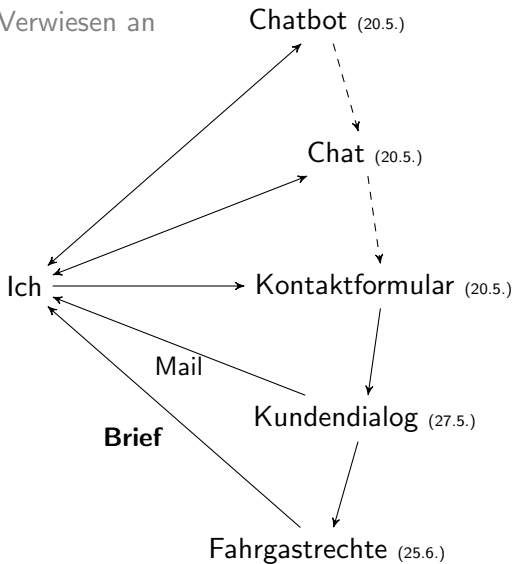 Verwiesen an
Chatbot (20.5.)
Chat (20.5.)
Ich
Kontaktformular (20.5.)
Mail
Kundendialog (27.5.)
Brief
Fahrgastrechte (25.6.)